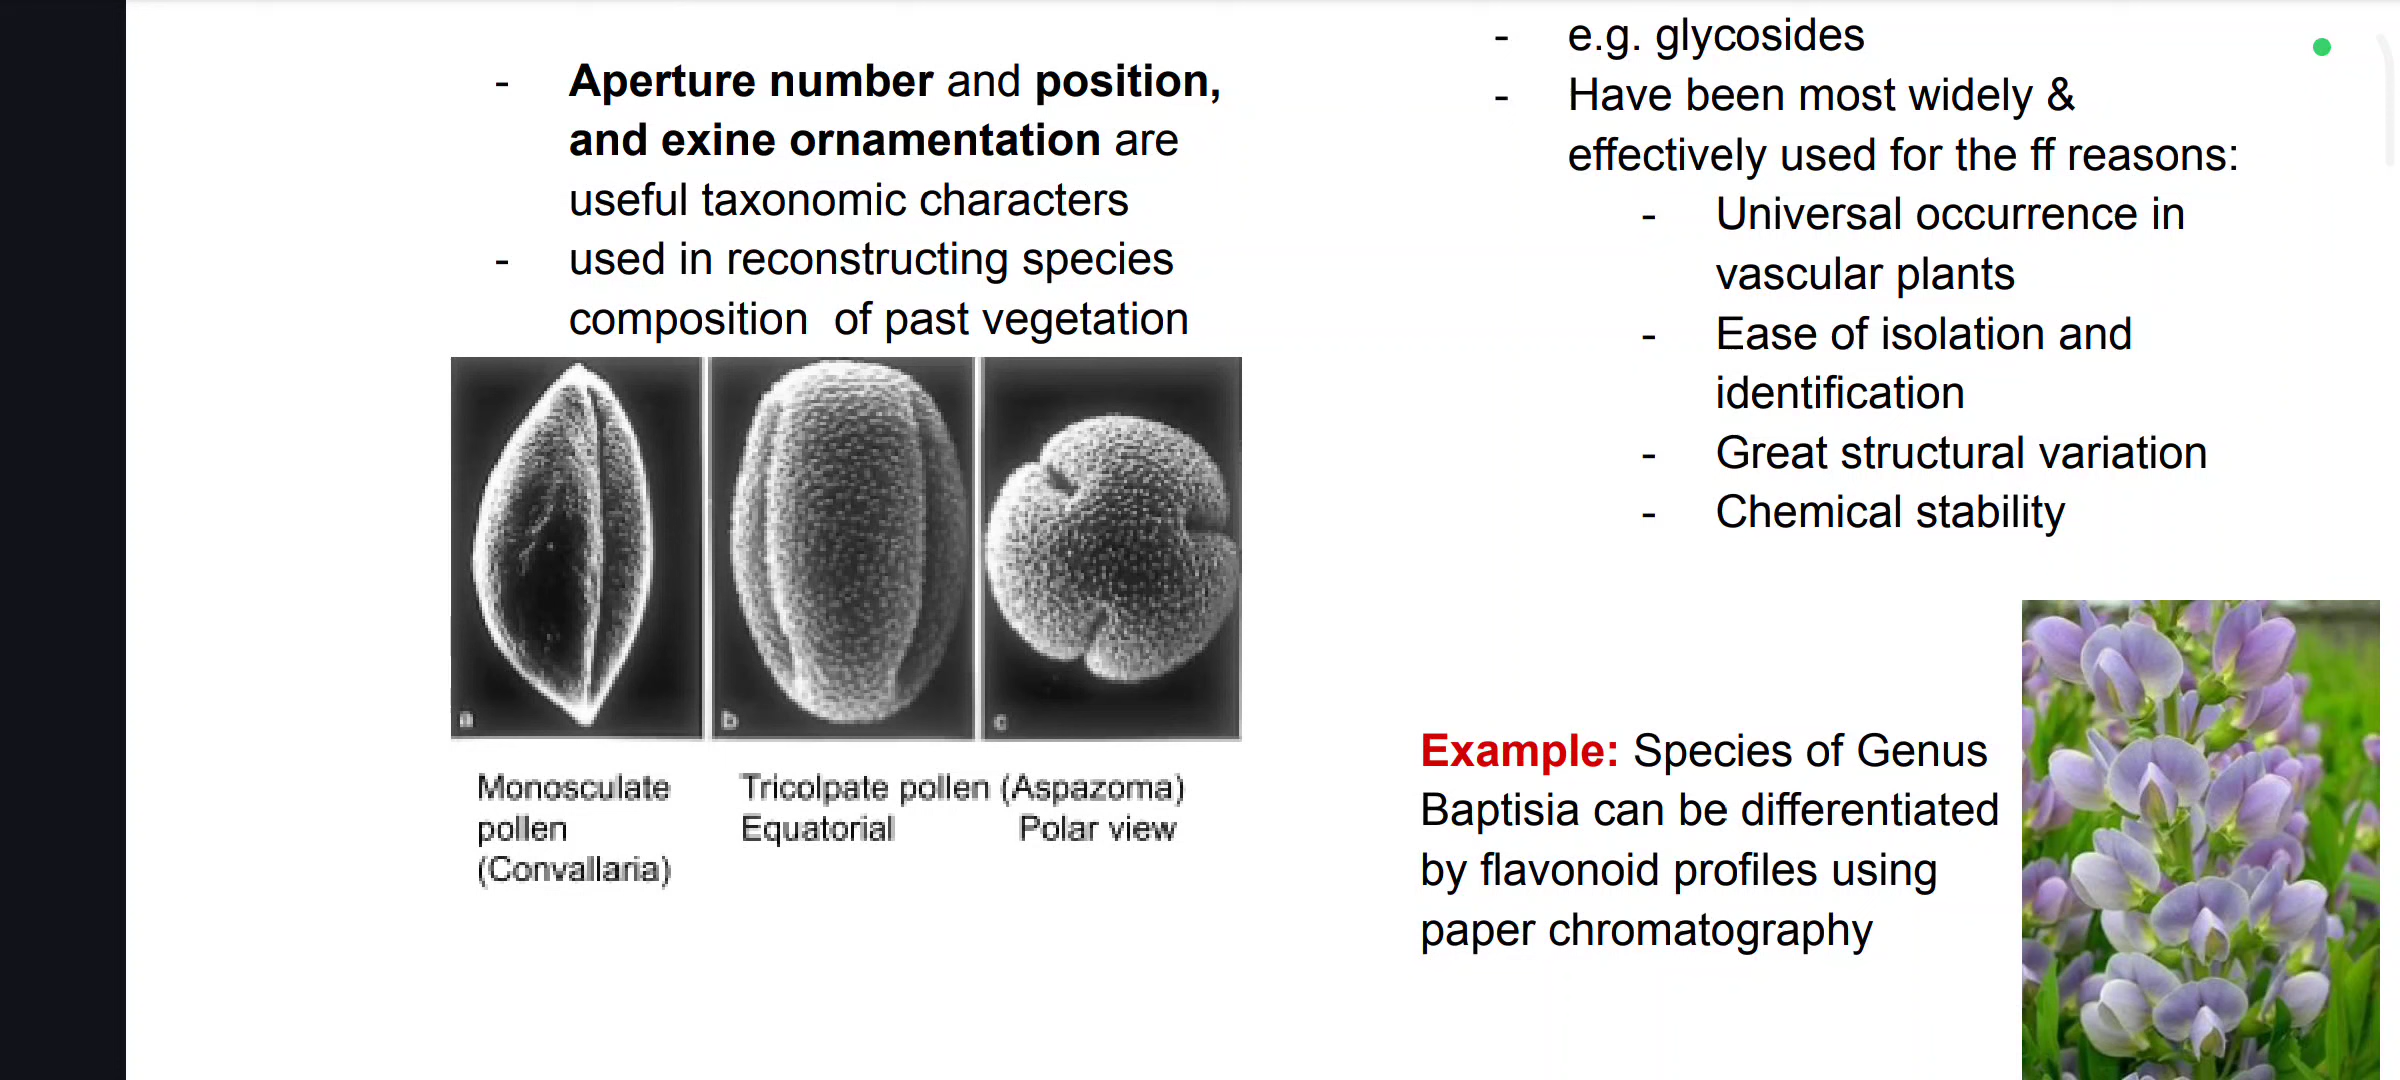 - Aperture number and position,
and exine ornamentation are
useful taxonomic characters
- used in reconstructing species
composition of past vegetation
a b c
Monosculate
pollen
(Convallaria)
Tricolpate pollen (Aspazoma)
Equatorial Polar view
- e.g. glycosides
- Have been most widely &
effectively used for the ff reasons:
- Universal occurrence in
vascular plants
- Ease of isolation and
identification
- Great structural variation
- Chemical stability
Example: Species of Genus
Baptisia can be differentiated
by flavonoid profiles using
paper chromatography